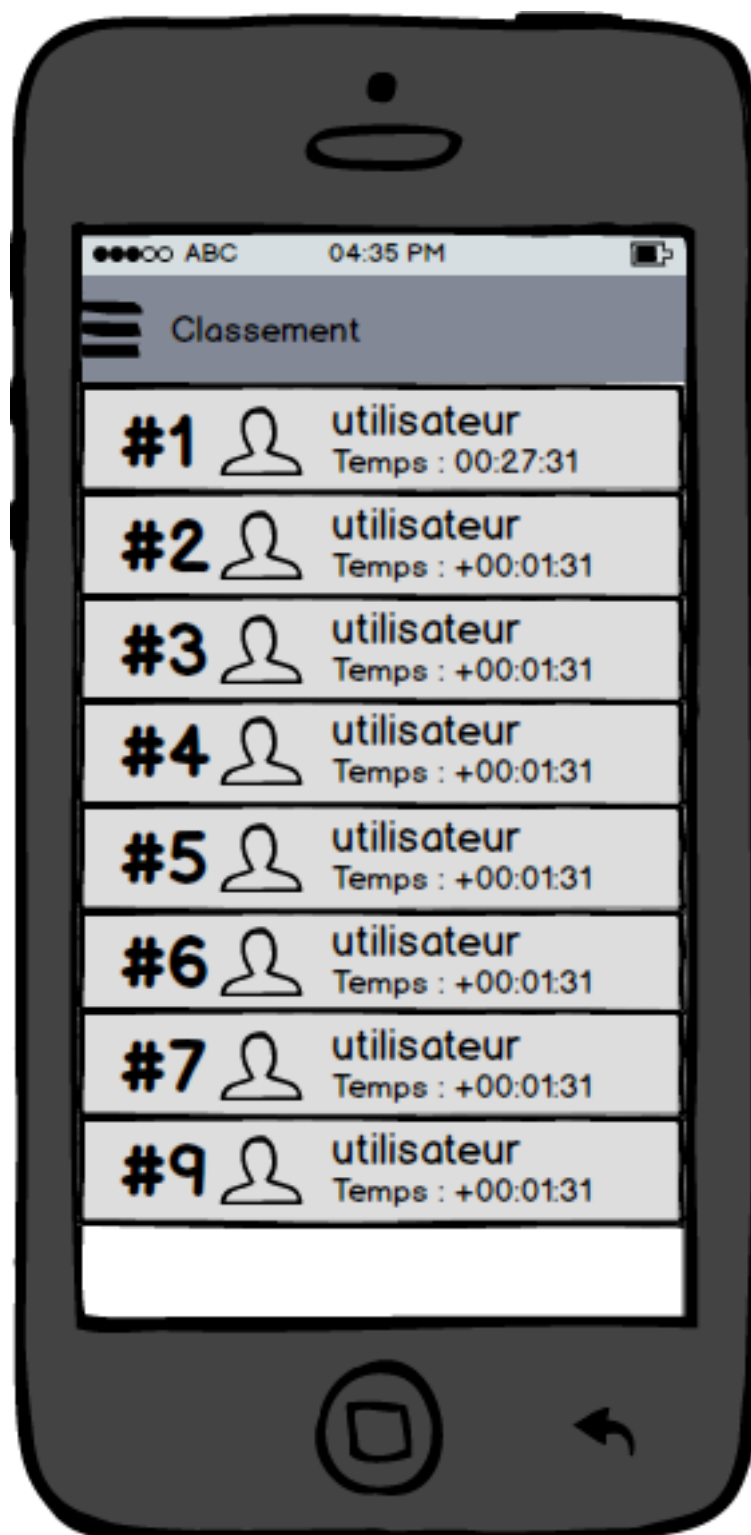 ABC 04:35 PM
Classement
#1 utilisateur
Temps : 00:27:31
#2 utilisateur
Temps : +00:01:31
#3 utilisateur
Temps : +00:01:31
#4 utilisateur
Temps : +00:01:31
#5 utilisateur
Temps : +00:01:31
#6 utilisateur
Temps : +00:01:31
#7 utilisateur
Temps : +00:01:31
#9 utilisateur
Temps : +00:01:31